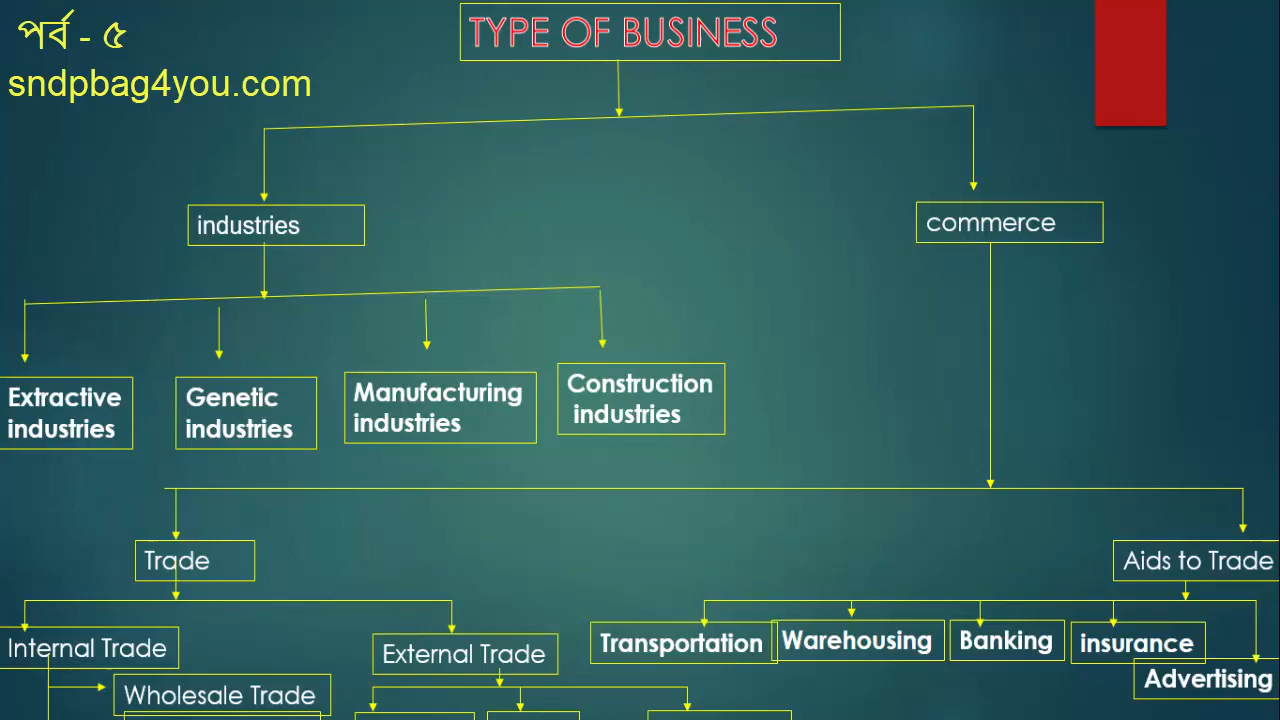 পর্ব - ৫
sndpbag4you.com
TYPE OF BUSINESS
industries
commerce
Extractive
industries
Genetic
industries
Manufacturing
industries
Construction
industries
Trade
Aids to Trade
Internal Trade
External Trade
Transportation
Warehousing
Banking
insurance
Advertising
Wholesale Trade